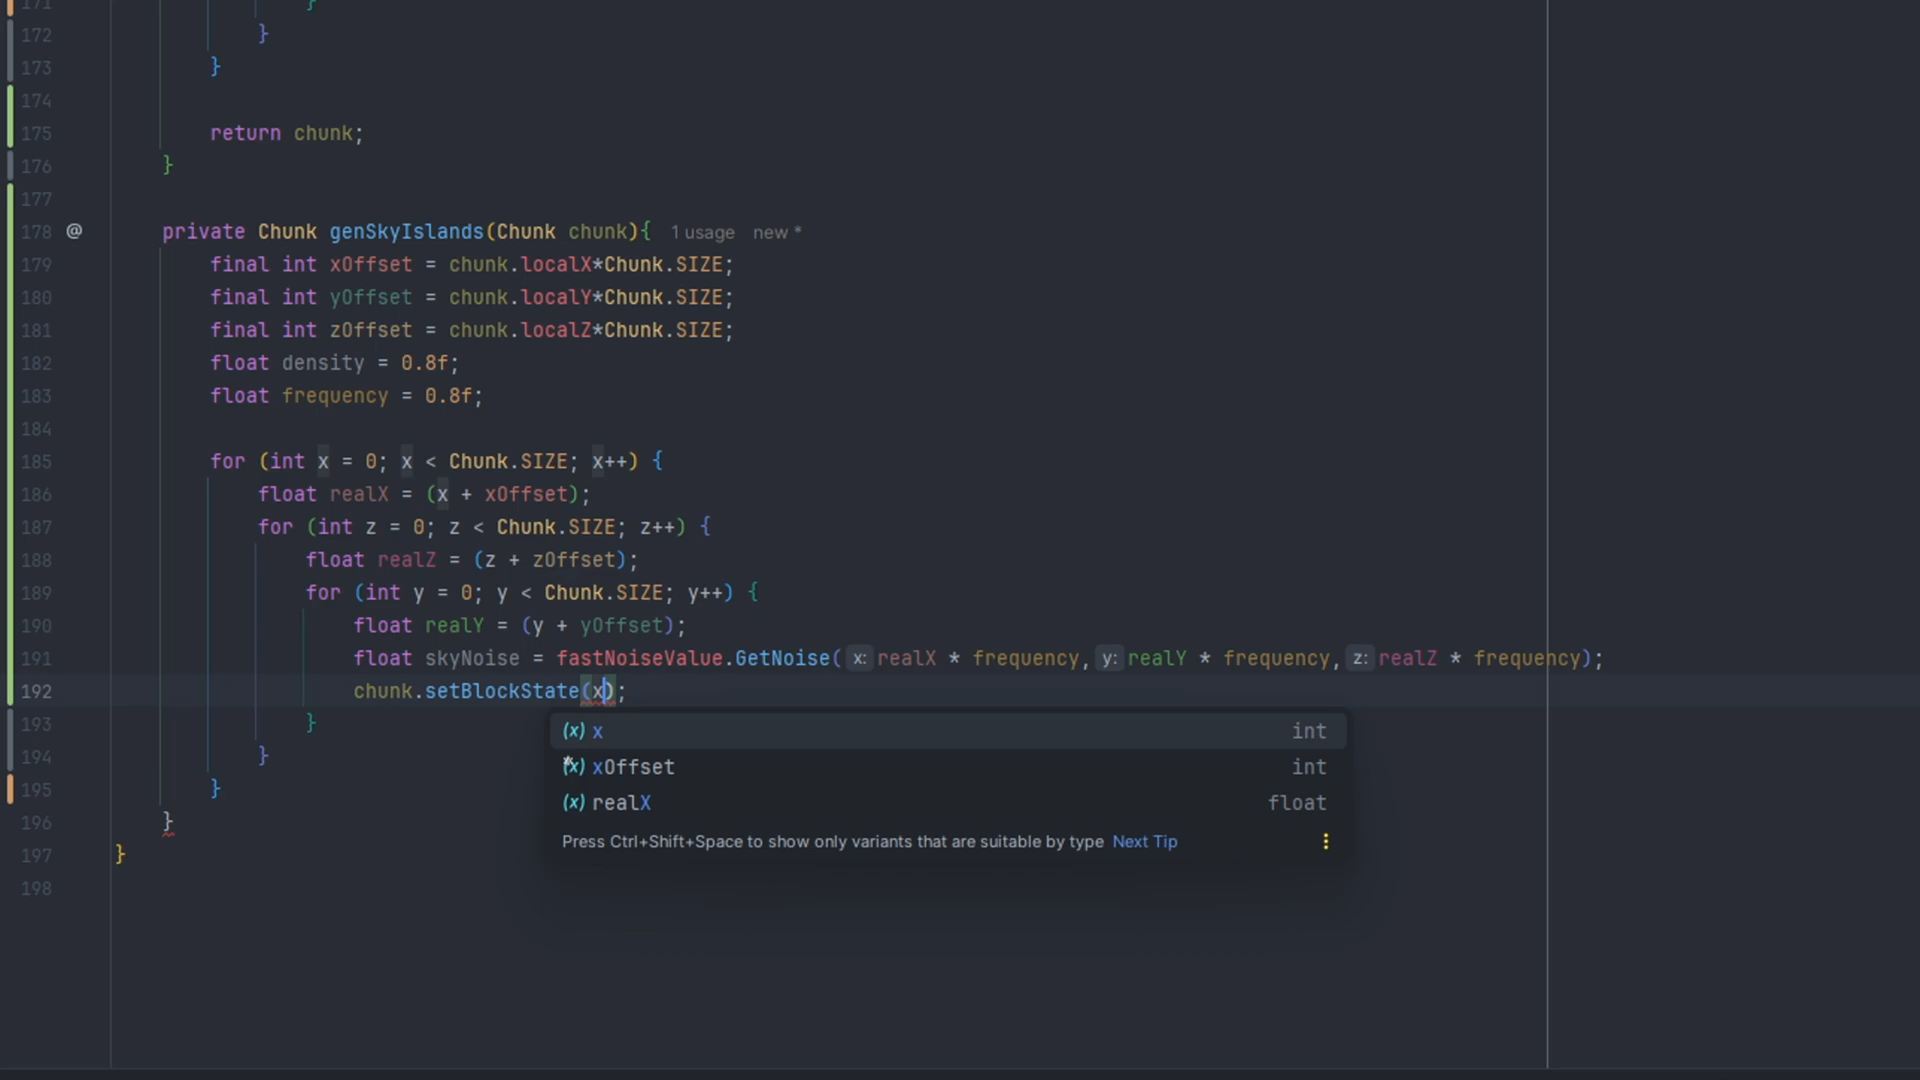 171 }
172 }
173 }
174
175 return chunk;
176 }
177
178 @ private Chunk genSkyIslands(Chunk chunk){ 1 usage new *
179 final int xOffset = chunk.localX*Chunk.SIZE;
180 final int yOffset = chunk.localY*Chunk.SIZE;
181 final int zOffset = chunk.localZ*Chunk.SIZE;
182 float density = 0.8f;
183 float frequency = 0.8f;
184
185 for (int x = 0; x < Chunk.SIZE; x++) {
186 float realX = (x + xOffset);
187 for (int z = 0; z < Chunk.SIZE; z++) {
188 float realZ = (z + zOffset);
189 for (int y = 0; y < Chunk.SIZE; y++) {
190 float realY = (y + yOffset);
191 float skyNoise = fastNoiseValue.GetNoise( x: realX * frequency, y: realY * frequency, z: realZ * frequency);
192 chunk.setBlockState(x);
193 }
(x) x int
194 }
(x) xOffset int
195 }
(x) realX float
196 }
Press Ctrl+Shift+Space to show only variants that are suitable by type Next Tip
197 }
198